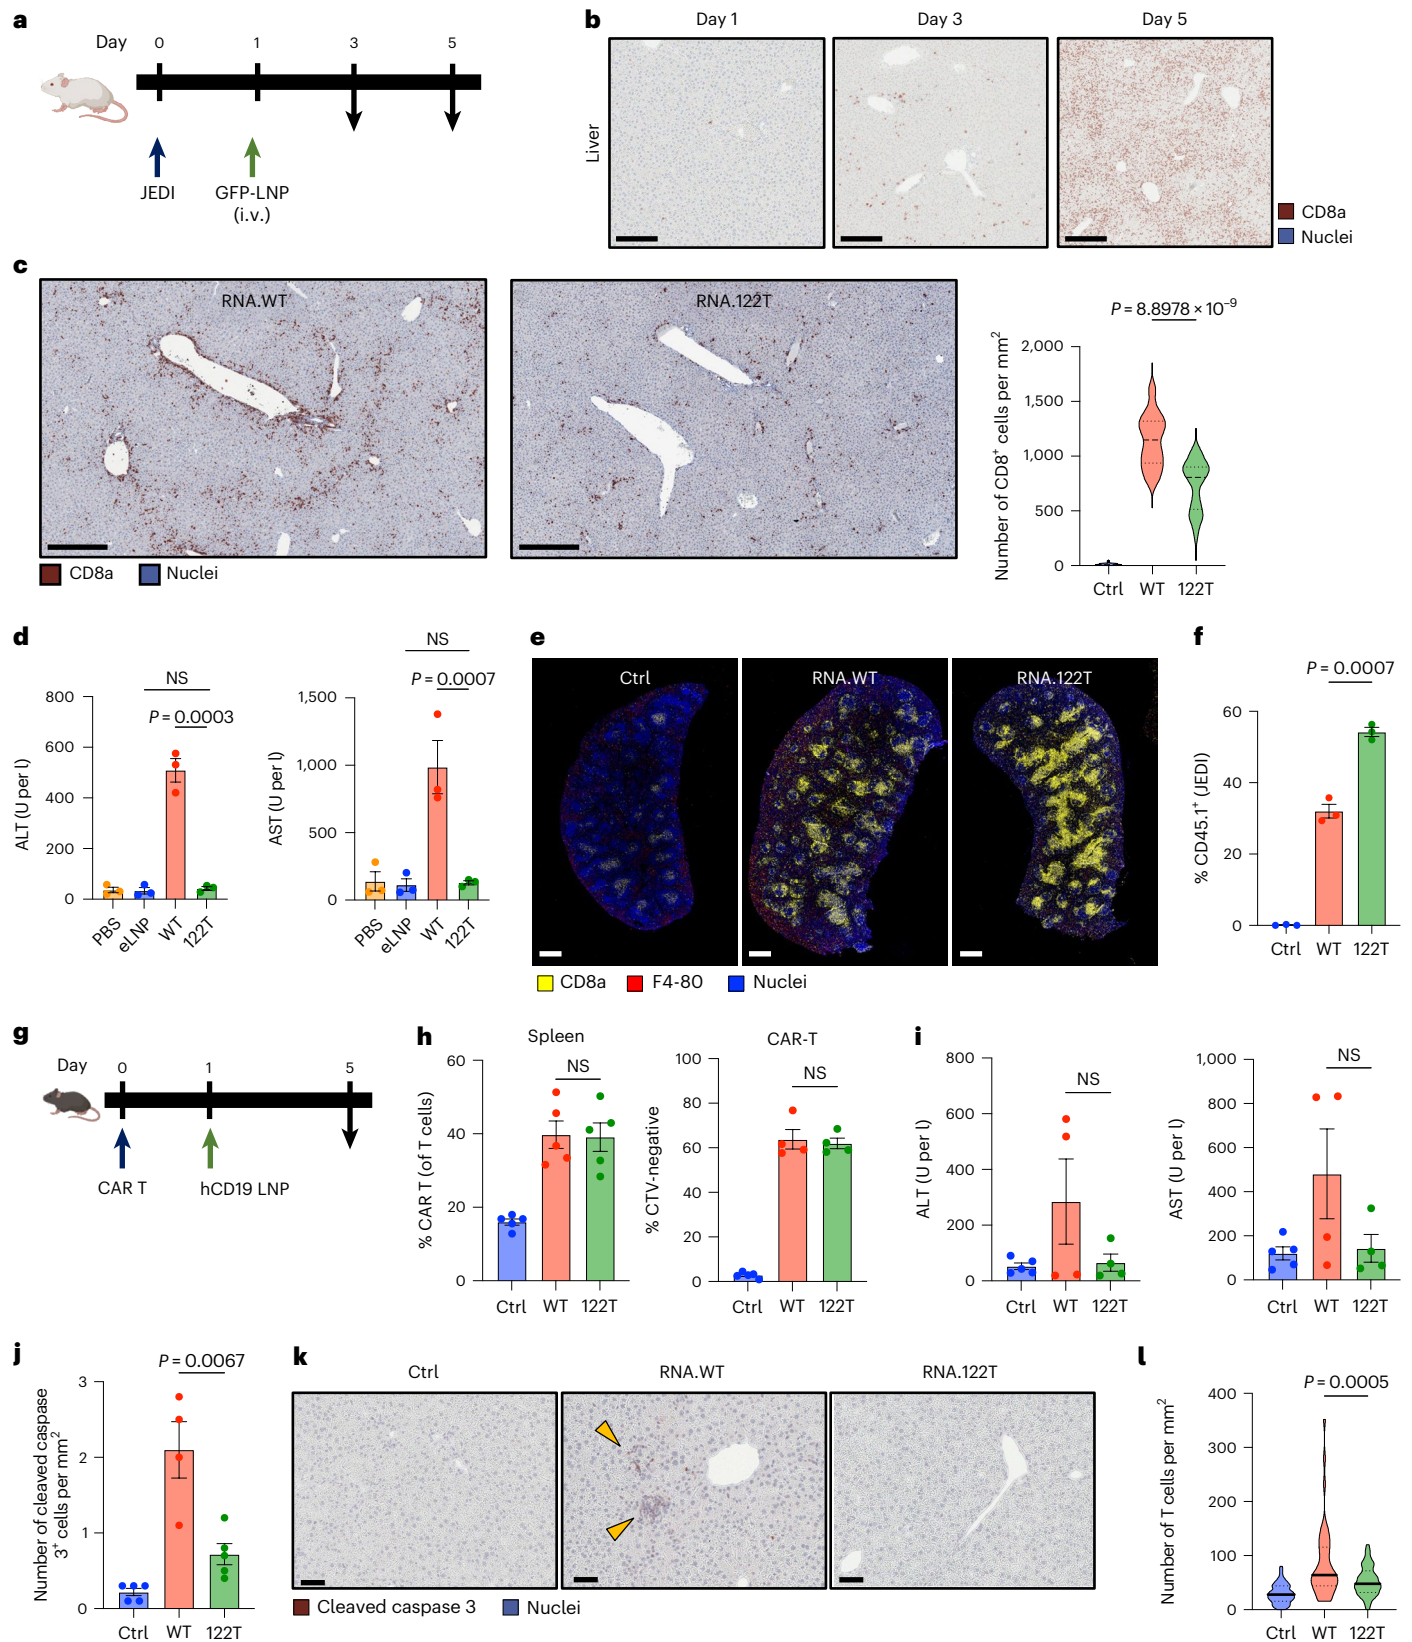 a
Day
0
1
3
5
JEDI
GFP-LNP
(i.v.)
b
Day 1
Day 3
Day 5
Liver
CD8a
Nuclei
c
RNA.WT
RNA.122T
CD8a
Nuclei
P = 8.8978 × 10⁻⁹
Number of CD8⁺ cells per mm²
2,000
1,500
1,000
500
0
Ctrl
WT
122T
d
NS
P = 0.0003
ALT (U per l)
800
600
400
200
0
PBS
eLNP
WT
122T
NS
P = 0.0007
AST (U per l)
1,500
1,000
500
0
PBS
eLNP
WT
122T
e
Ctrl
RNA.WT
RNA.122T
CD8a
F4-80
Nuclei
f
P = 0.0007
% CD45.1⁺ (JEDI)
60
40
20
0
Ctrl
WT
122T
g
Day
0
1
5
CAR T
hCD19 LNP
h
Spleen
NS
% CAR T (of T cells)
60
40
20
0
Ctrl
WT
122T
CAR-T
NS
% CTV-negative
100
80
60
40
20
0
Ctrl
WT
122T
i
NS
ALT (U per l)
800
600
400
200
0
Ctrl
WT
122T
NS
AST (U per l)
1,000
800
600
400
200
0
Ctrl
WT
122T
j
P = 0.0067
Number of cleaved caspase
3⁺ cells per mm²
3
2
1
0
Ctrl
WT
122T
k
Ctrl
RNA.WT
RNA.122T
Cleaved caspase 3
Nuclei
l
P = 0.0005
Number of T cells per mm²
400
300
200
100
0
Ctrl
WT
122T